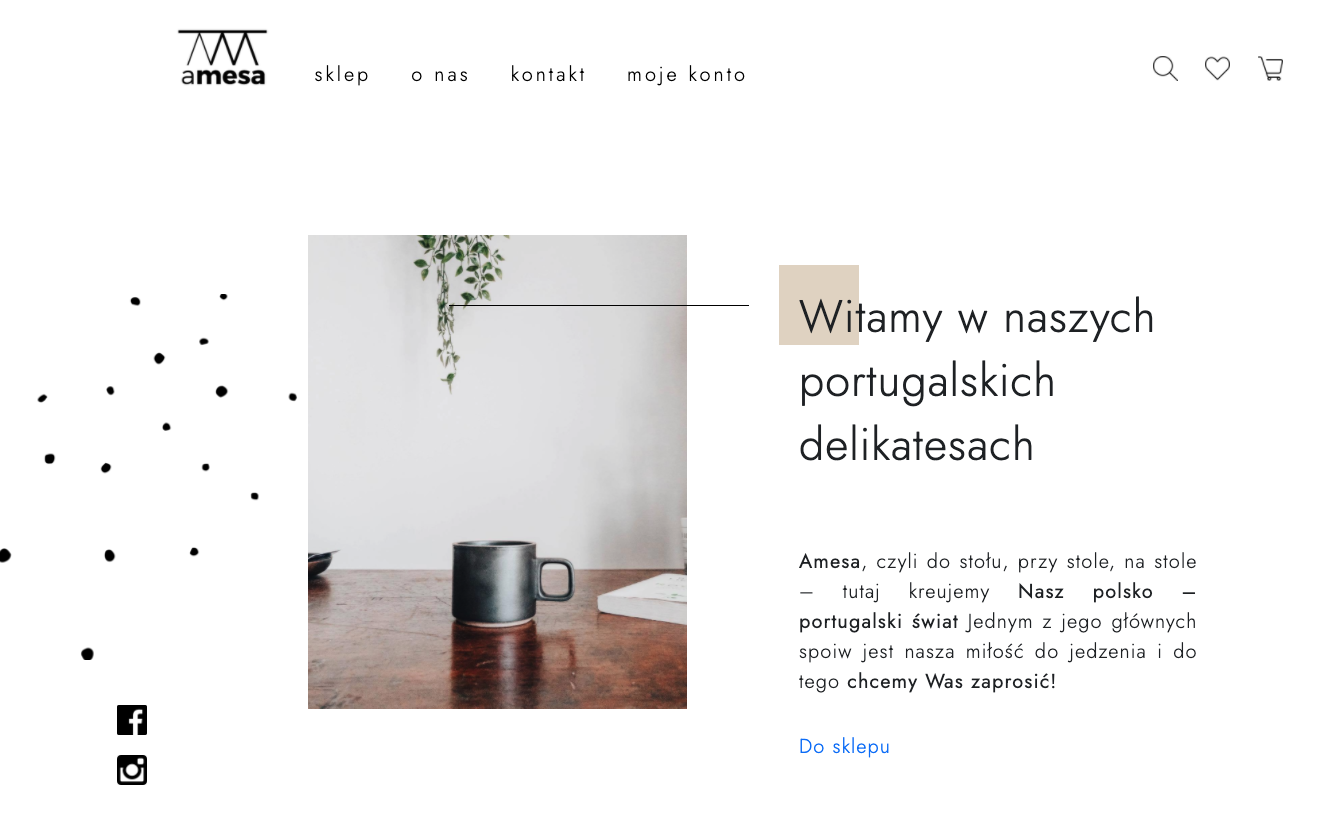 amesa
sklep o nas kontakt moje konto
Witamy w naszych
portugalskich
delikatesach
Amesa, czyli do stołu, przy stole, na stole
– tutaj kreujemy Nasz polsko –
portugalski świat Jednym z jego głównych
spoiw jest nasza miłość do jedzenia i do
tego chcemy Was zaprosić!
Do sklepu